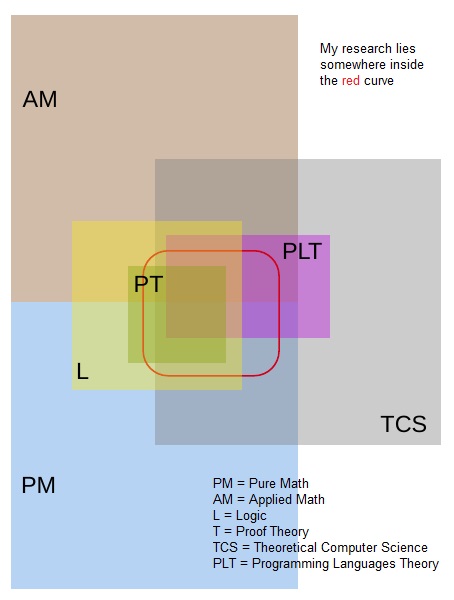 My research lies
somewhere inside
the red curve
AM
PLT
PT
L
TCS
PM
PM = Pure Math
AM = Applied Math
L = Logic
T = Proof Theory
TCS = Theoretical Computer Science
PLT = Programming Languages Theory